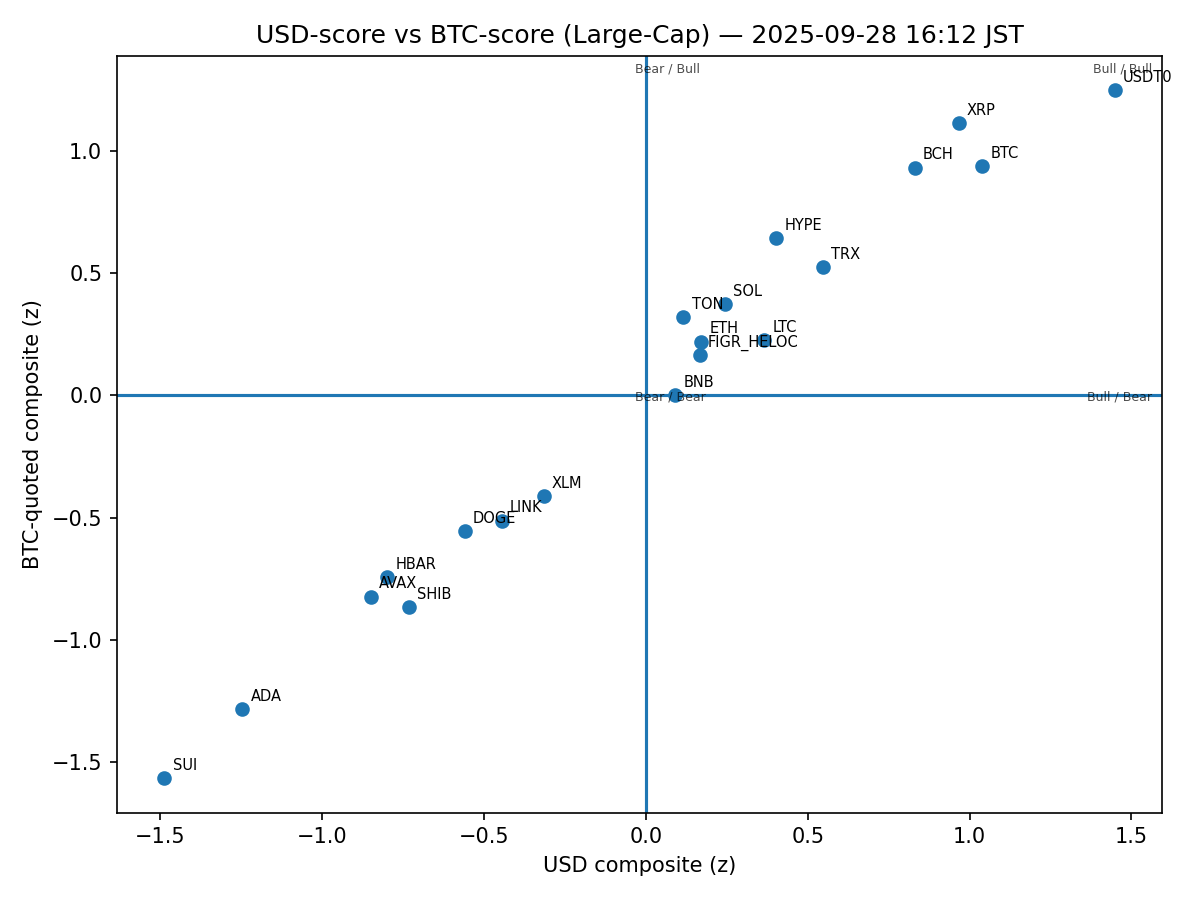 USD-score vs BTC-score (Large-Cap) — 2025-09-28 16:12 JST
Bear / Bull
Bull / Bull
USDT0
XRP
BCH
BTC
HYPE
TRX
SOL
TON
ETH
LTC
FIGR_HELOC
BNB
Bear / Bear
Bull / Bear
XLM
LINK
DOGE
HBAR
AVAX
SHIB
ADA
SUI
1.0
0.5
0.0
−0.5
−1.0
−1.5
BTC-quoted composite (z)
−1.5
−1.0
−0.5
0.0
0.5
1.0
1.5
USD composite (z)